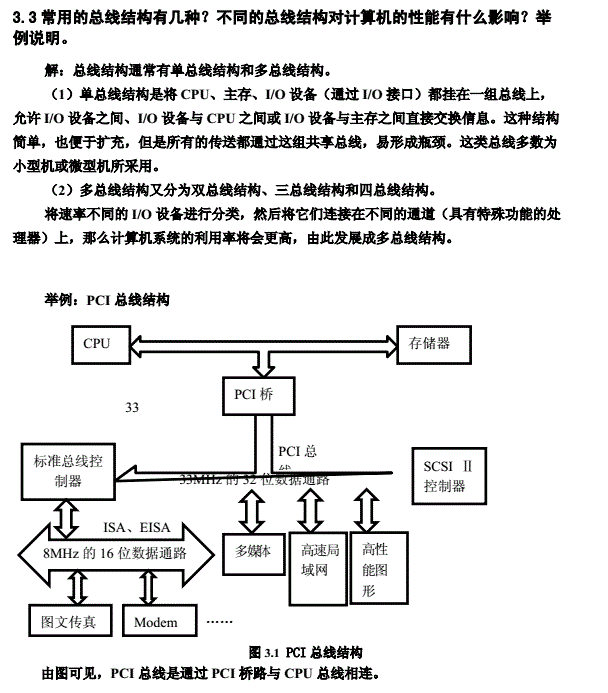 3.3 常用的总线结构有几种？不同的总线结构对计算机的性能有什么影响？举
例说明。
解：总线结构通常有单总线结构和多总线结构。
（1）单总线结构是将 CPU、主存、I/O 设备（通过 I/O 接口）都挂在一组总线上，
允许 I/O 设备之间、I/O 设备与 CPU 之间或 I/O 设备与主存之间直接交换信息。这种结构
简单，也便于扩充，但是所有的传送都通过这组共享总线，易形成瓶颈。这类总线多数为
小型机或微型机所采用。
（2）多总线结构又分为双总线结构、三总线结构和四总线结构。
将速率不同的 I/O 设备进行分类，然后将它们连接在不同的通道（具有特殊功能的处
理器）上，那么计算机系统的利用率将会更高，由此发展成多总线结构。
举例：PCI 总线结构
CPU
存储器
PCI 桥
33
标准总线控
制器
PCI 总
线
33MHz 的 32 位数据通路
SCSI Ⅱ
控制器
ISA、EISA
8MHz 的 16 位数据通路
多媒体
高速局
域网
高性
能图
形
图文传真
Modem
……
图 3.1 PCI 总线结构
由图可见，PCI 总线是通过 PCI 桥路与 CPU 总线相连。